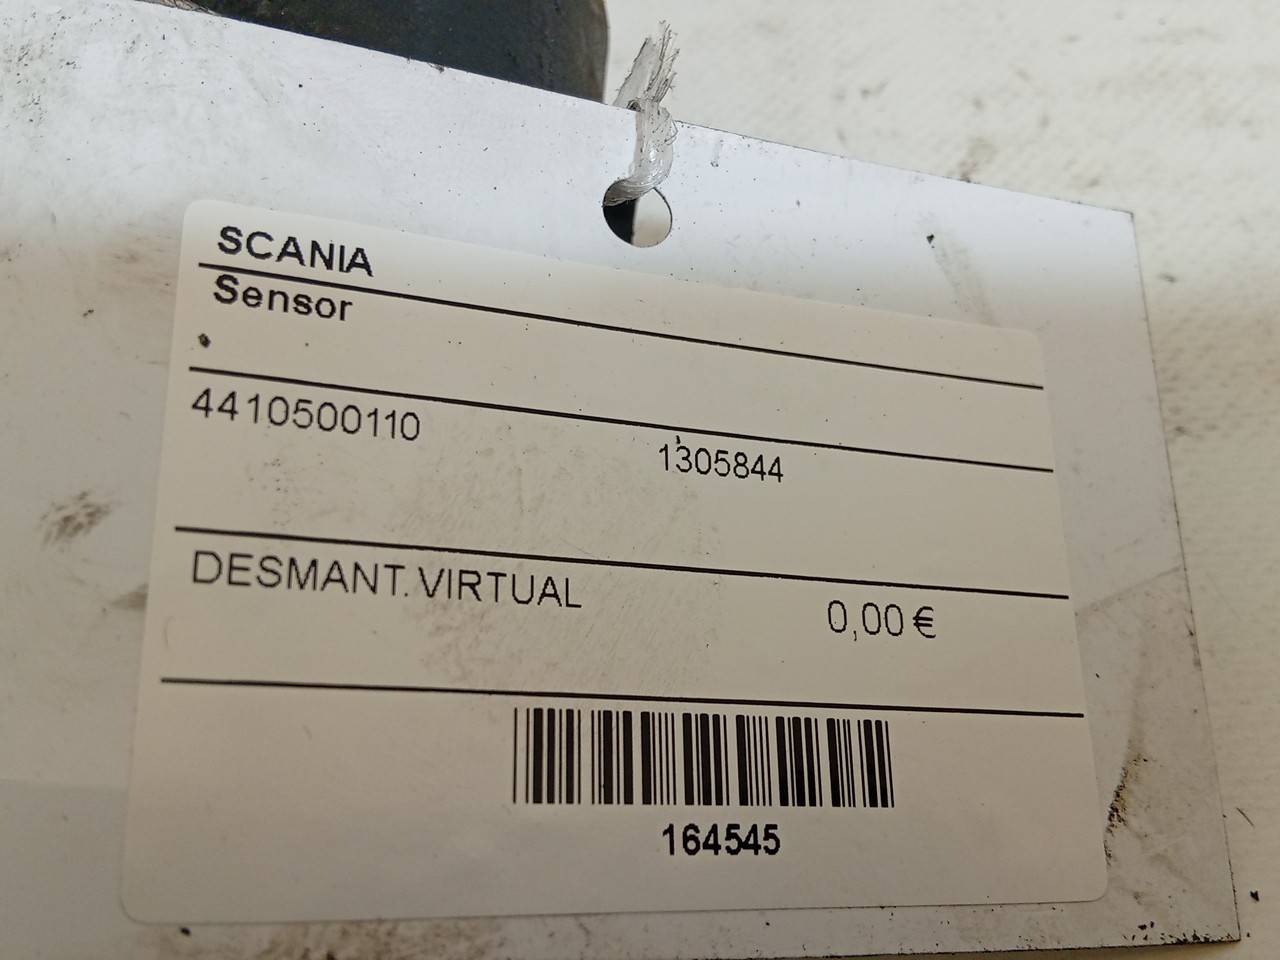 SCANIA
Sensor
4410500110 1305844
DESMANT. VIRTUAL 0,00 €
164545